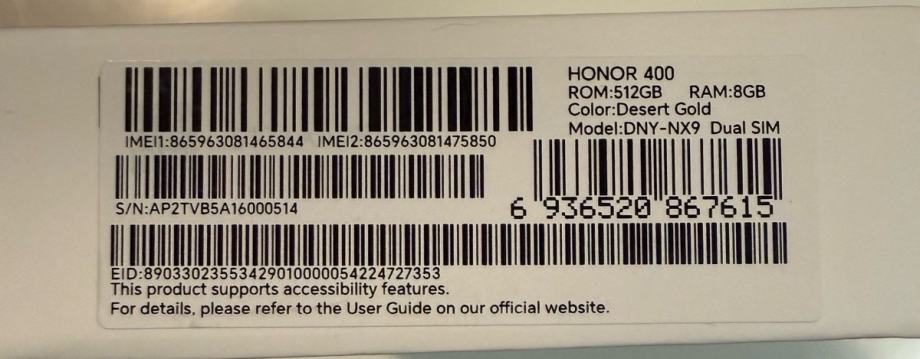 HONOR 400
ROM:512GB RAM:8GB
Color:Desert Gold
Model:DNY-NX9 Dual SIM
IMEI1:865963081465844 IMEI2:865963081475850
S/N:AP2TVB5A16000514
6 936520 867615
EID:89033023553429010000054224727353
This product supports accessibility features.
For details, please refer to the User Guide on our official website.